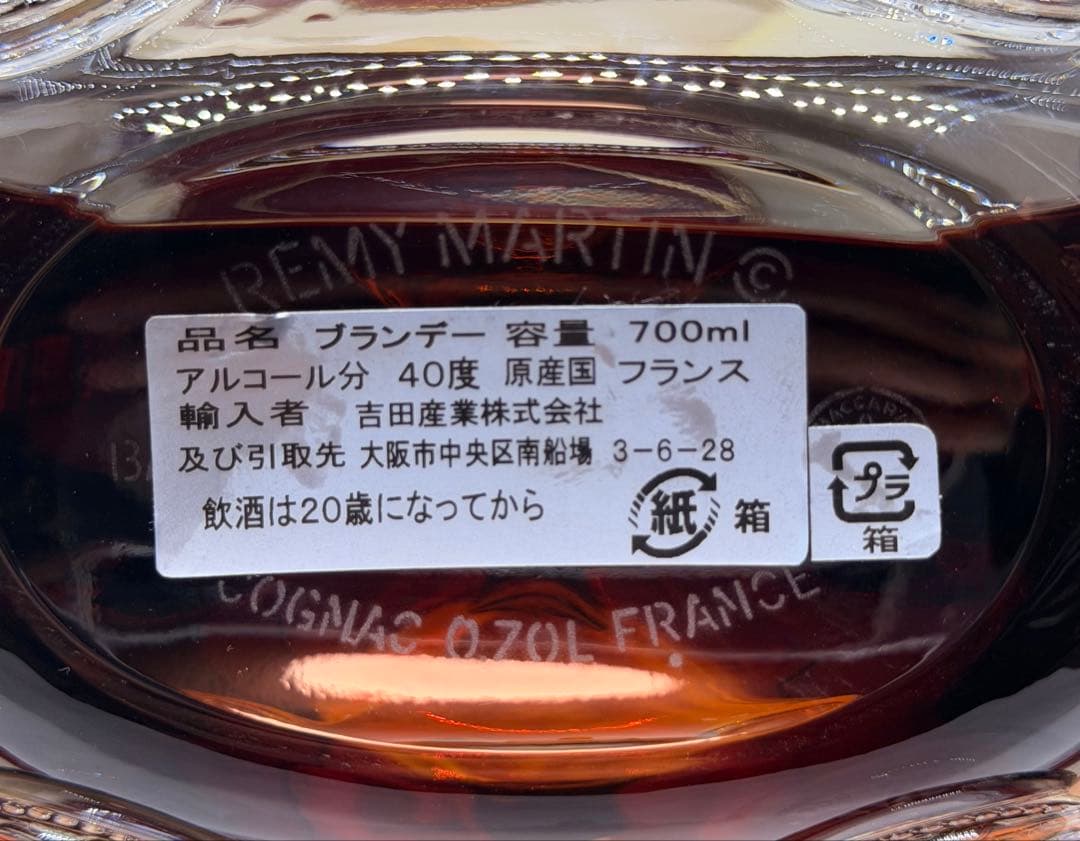 REMY MARTIN ©
品名 ブランデー 容量 700ml
アルコール分 40度 原産国 フランス
輸入者 吉田産業株式会社
及び引取先 大阪市中央区南船場 3-6-28
飲酒は20歳になってから
紙 箱
プラ
箱
COGNAC 0.70L FRANCE